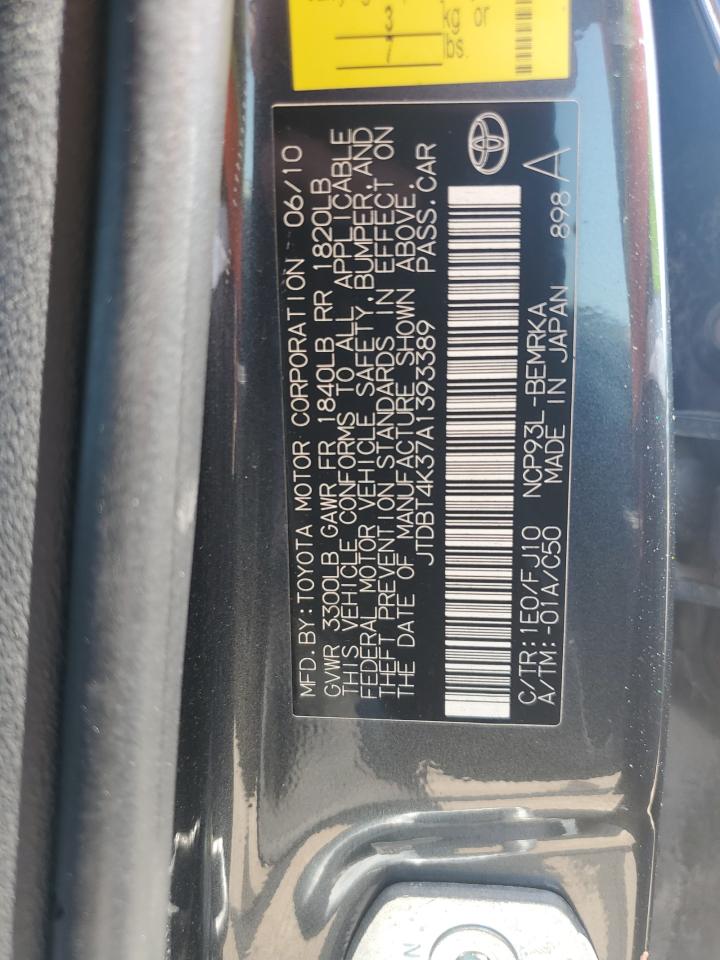 3 kg or
7 lbs.
MFD. BY: TOYOTA MOTOR CORPORATION 06/10
GVWR 3300LB GAWR FR 1840LB RR 1820LB
THIS VEHICLE CONFORMS TO ALL APPLICABLE
FEDERAL MOTOR VEHICLE SAFETY, BUMPER, AND
THEFT PREVENTION STANDARDS IN EFFECT ON
THE DATE OF MANUFACTURE SHOWN ABOVE.
JTDBT4K37A1393389 PASS. CAR
C/TR: 1E0/FJ10 NCP93L -BEMRKA 898 A
A/TM: -01A/C50 MADE IN JAPAN
N